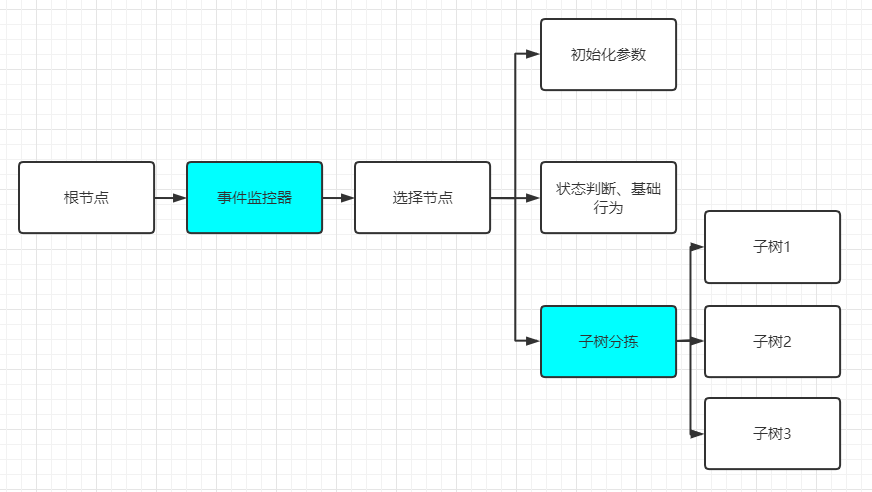 根节点
事件监控器
选择节点
初始化参数
状态判断、基础
行为
子树分拣
子树1
子树2
子树3